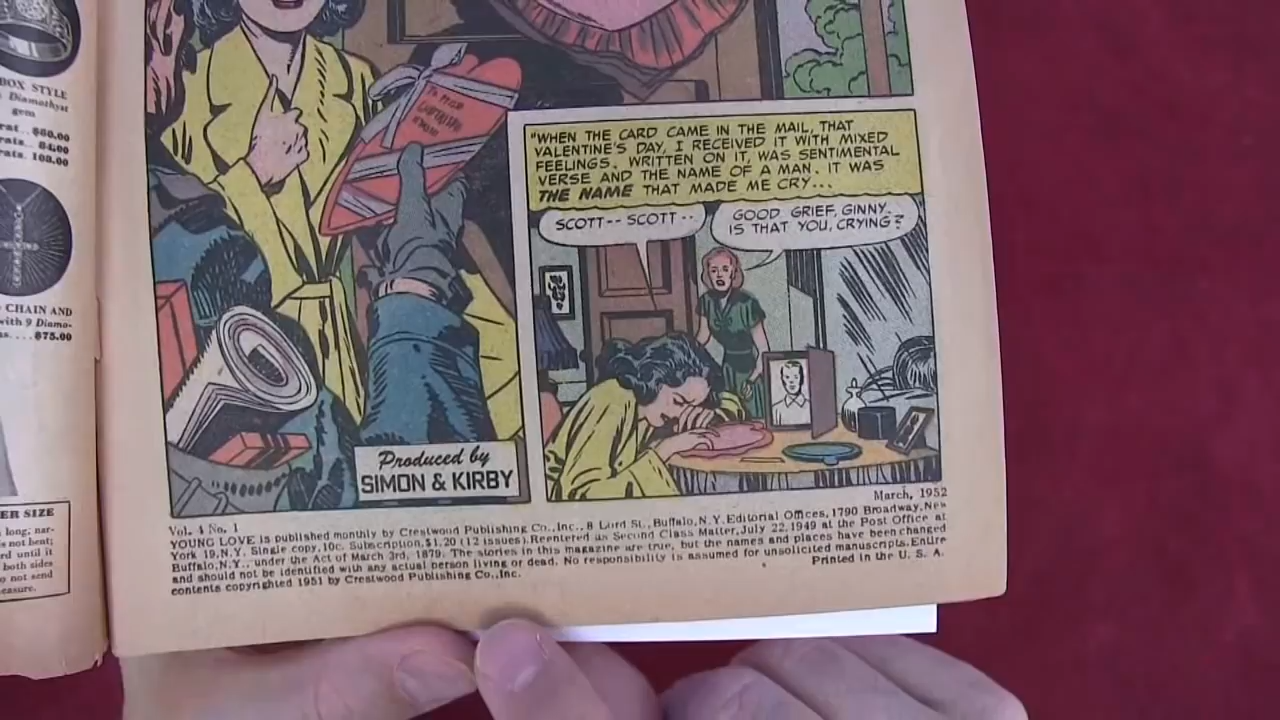 BOX STYLE
Diamathyst
gem
rat.. $60.00
rats. 84.00
rats. 108.00
CHAIN AND
with 9 Diamo-
ns.... $75.00
ER SIZE
long, nar-
s not bent;
rd until it
both sides
o not send
easure.
To MISS
"WHEN THE CARD CAME IN THE MAIL, THAT
VALENTINE'S DAY, I RECEIVED IT WITH MIXED
FEELINGS. WRITTEN ON IT, WAS SENTIMENTAL
VERSE AND THE NAME OF A MAN. IT WAS
THE NAME THAT MADE ME CRY...
SCOTT-- SCOTT--
GOOD GRIEF, GINNY.
IS THAT YOU, CRYING?
Produced by
SIMON & KIRBY
March, 1952
Vol. 4 No. 1
YOUNG LOVE is published monthly by Crestwood Publishing Co., Inc., 8 Lord St., Buffalo, N.Y. Editorial Offices, 1790 Broadway, New
York 19, N.Y. Single copy, 10c. Subscription, $1.20 (12 issues). Reentered as Second Class Matter, July 22, 1949 at the Post Office at
Buffalo, N.Y., under the Act of March 3rd, 1879. The stories in this magazine are true, but the names and places have been changed
and should not be identified with any actual person living or dead. No responsibility is assumed for unsolicited manuscripts. Entire
contents copyrighted 1951 by Crestwood Publishing Co., Inc.
Printed in the U. S. A.